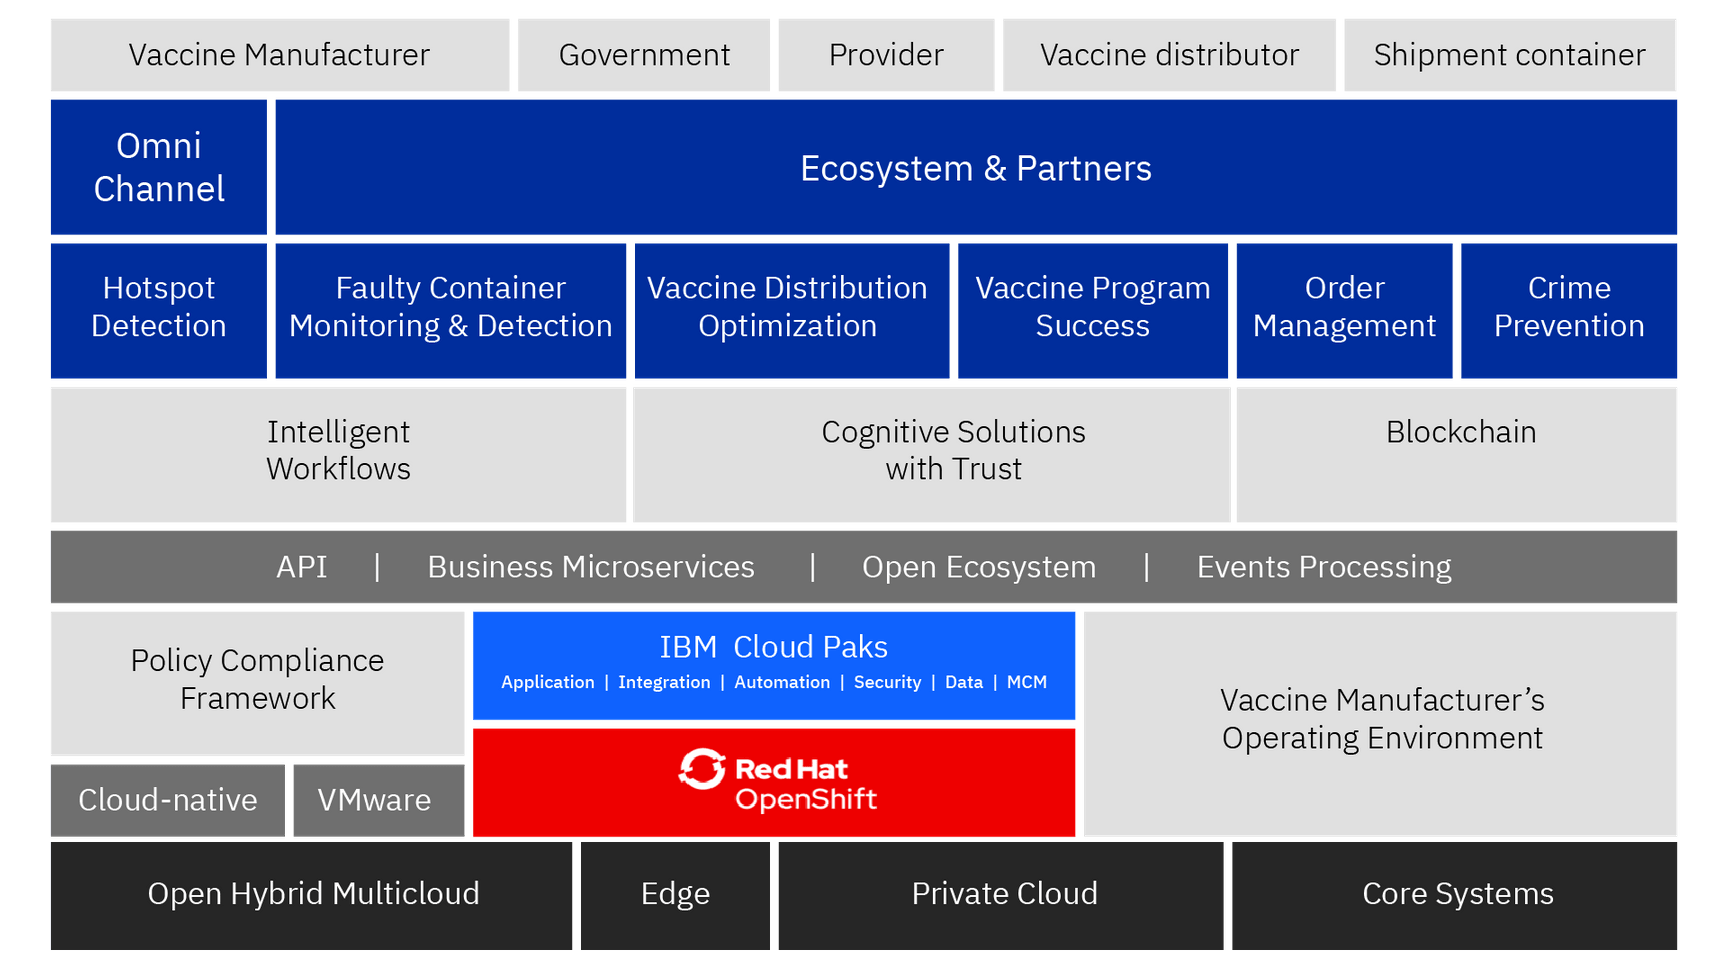 Vaccine Manufacturer
Government
Provider
Vaccine distributor
Shipment container
Omni
Channel
Ecosystem & Partners
Hotspot
Detection
Faulty Container
Monitoring & Detection
Vaccine Distribution
Optimization
Vaccine Program
Success
Order
Management
Crime
Prevention
Intelligent
Workflows
Cognitive Solutions
with Trust
Blockchain
API | Business Microservices | Open Ecosystem | Events Processing
Policy Compliance
Framework
IBM Cloud Paks
Application | Integration | Automation | Security | Data | MCM
Vaccine Manufacturer’s
Operating Environment
Cloud-native
VMware
Red Hat
OpenShift
Open Hybrid Multicloud
Edge
Private Cloud
Core Systems